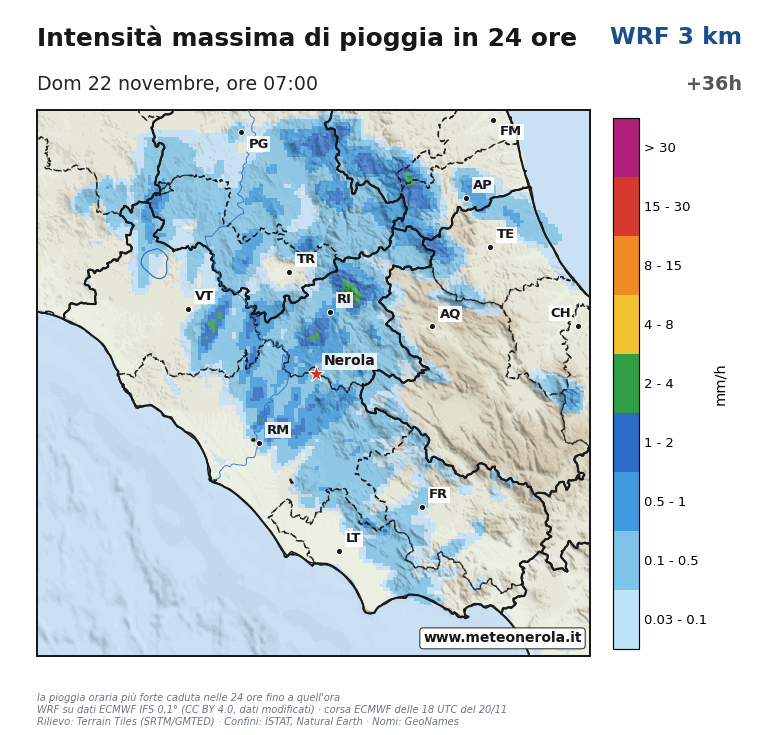 Intensità massima di pioggia in 24 ore
WRF 3 km
Dom 22 novembre, ore 07:00
+36h
FM
PG
AP
TE
TR
VT
RI
AQ
CH
Nerola
RM
FR
LT
www.meteonerola.it
> 30
15 - 30
8 - 15
4 - 8
2 - 4
1 - 2
0.5 - 1
0.1 - 0.5
0.03 - 0.1
mm/h
la pioggia oraria più forte caduta nelle 24 ore fino a quell'ora
WRF su dati ECMWF IFS 0,1° (CC BY 4.0, dati modificati) · corsa ECMWF delle 18 UTC del 20/11
Rilievo: Terrain Tiles (SRTM/GMTED) · Confini: ISTAT, Natural Earth · Nomi: GeoNames